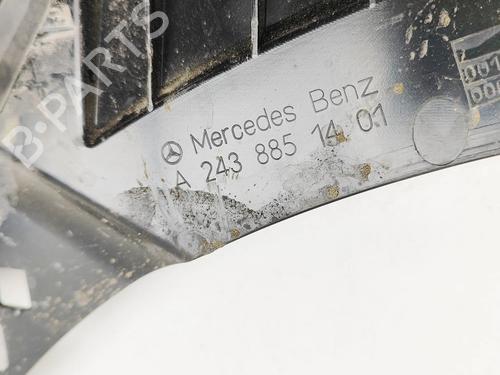 B-PARTS
Mercedes Benz
A 243 885 14 01